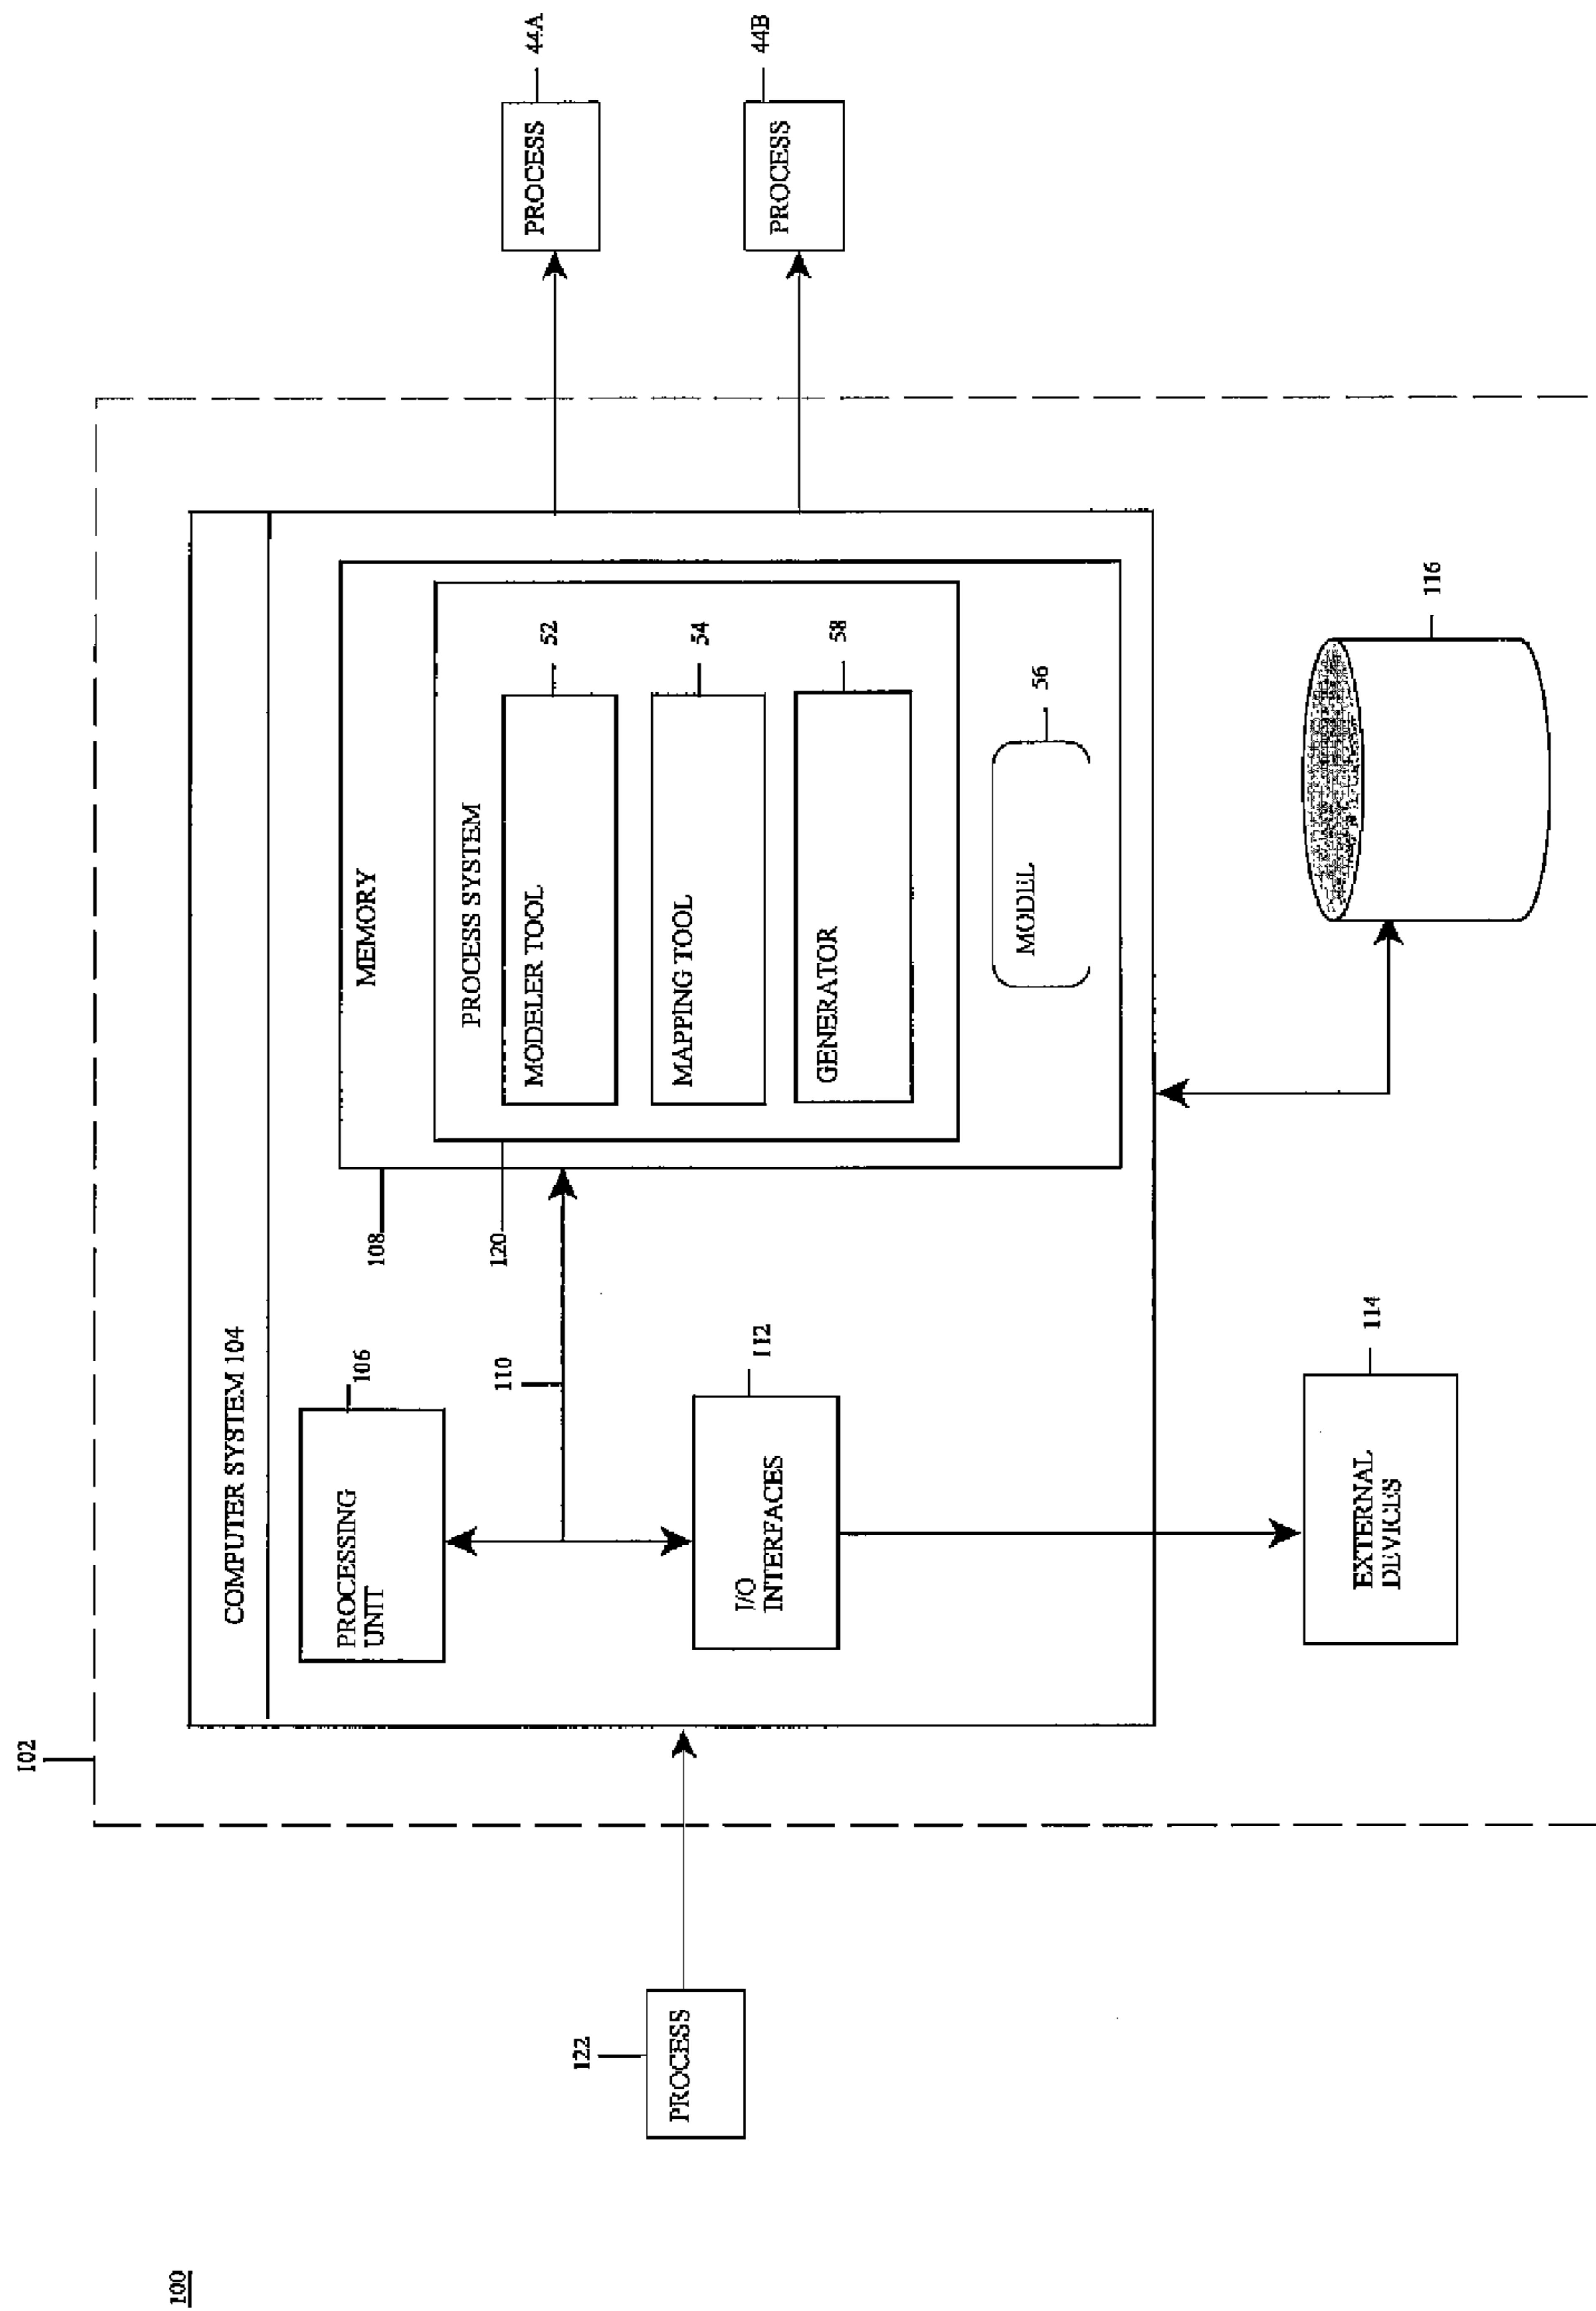 100
102
COMPUTER SYSTEM 104
PROCESSING
UNIT
106
108
MEMORY
120
PROCESS SYSTEM
MODELER TOOL
52
44A
PROCESS
110
MAPPING TOOL
54
122
PROCESS
I/O
INTERFACES
112
GENERATOR
58
44B
PROCESS
MODEL
56
EXTERNAL
DEVICES
114
116